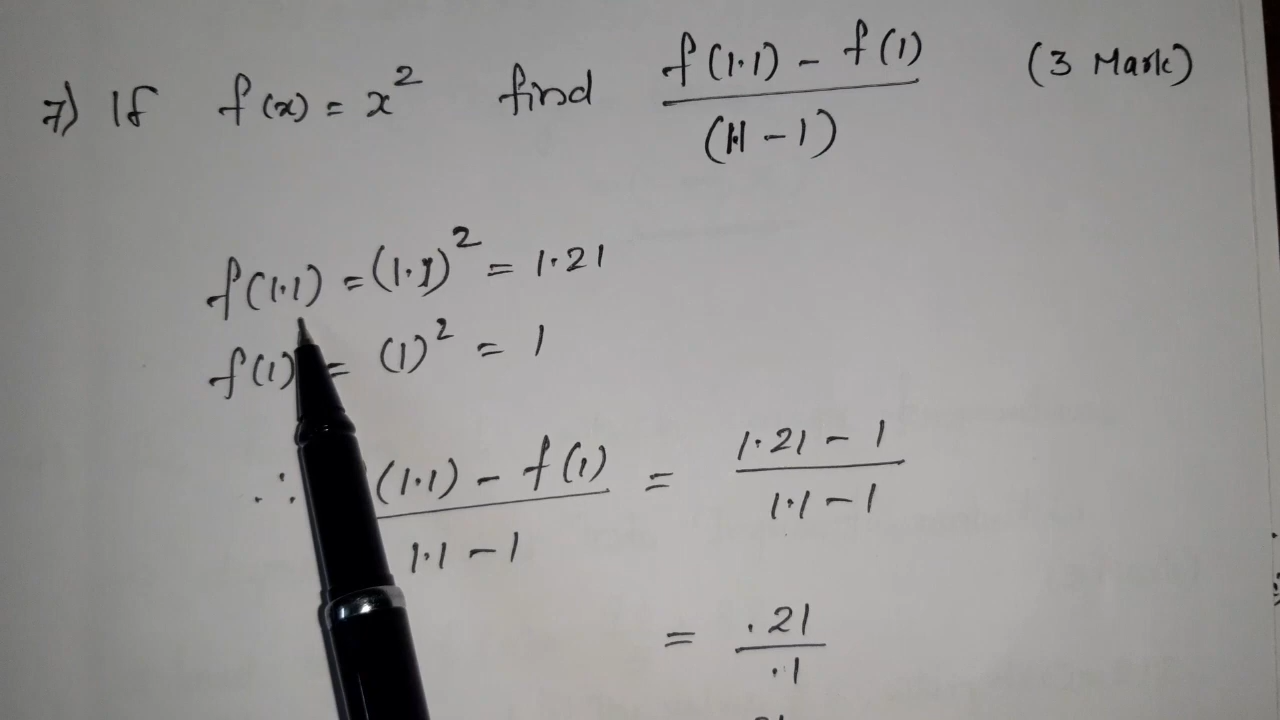 7) If f(x) = x² find f(1.1) - f(1) / (1.1 - 1) (3 Mark)
f(1.1) = (1.1)² = 1.21
f(1) = (1)² = 1
∴ (1.1) - f(1) / 1.1 - 1 = 1.21 - 1 / 1.1 - 1
= .21 / .1